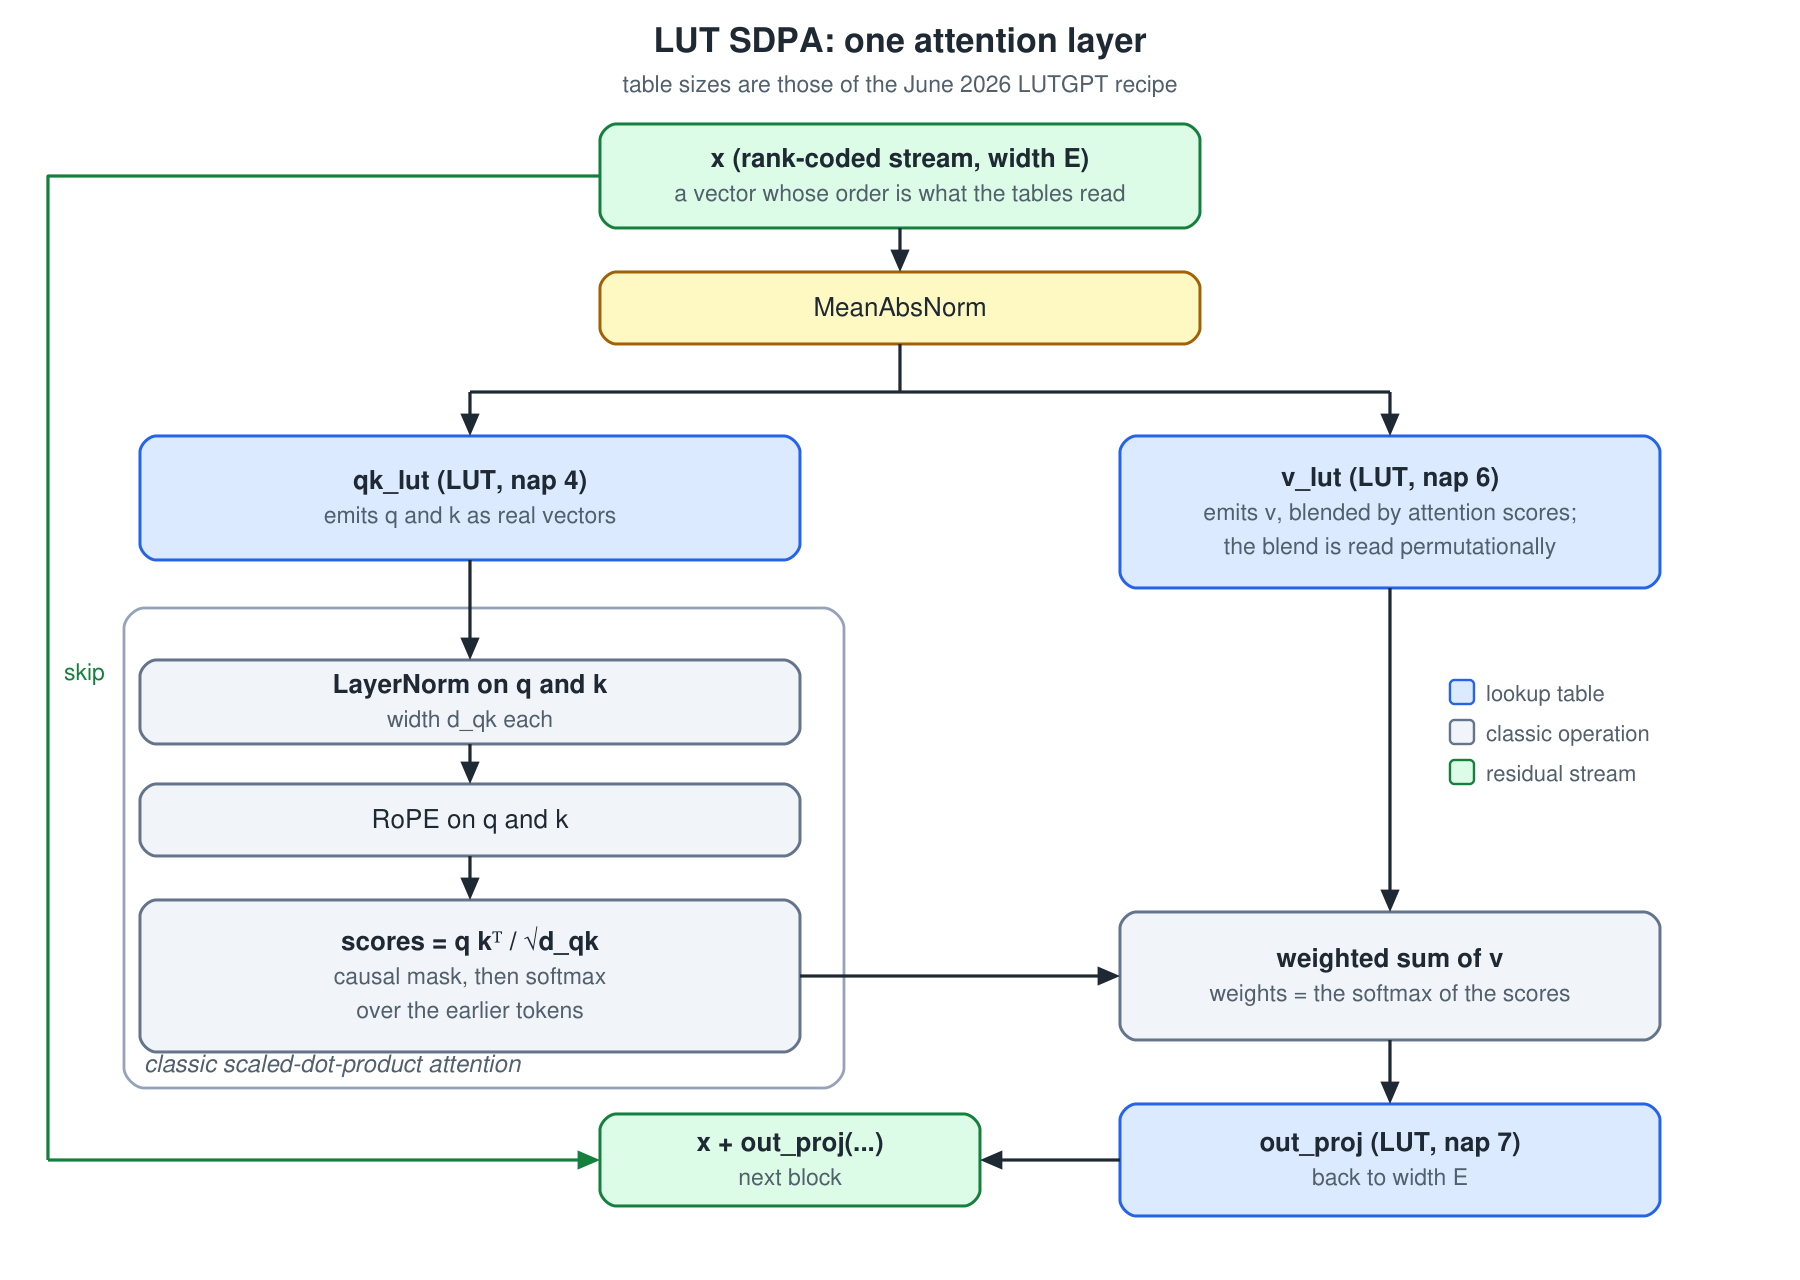 LUT SDPA: one attention layer
table sizes are those of the June 2026 LUTGPT recipe
x (rank-coded stream, width E)
a vector whose order is what the tables read
MeanAbsNorm
qk_lut (LUT, nap 4)
emits q and k as real vectors
v_lut (LUT, nap 6)
emits v, blended by attention scores;
the blend is read permutationally
skip
LayerNorm on q and k
width d_qk each
RoPE on q and k
scores = q kᵀ / √d_qk
causal mask, then softmax
over the earlier tokens
classic scaled-dot-product attention
lookup table
classic operation
residual stream
weighted sum of v
weights = the softmax of the scores
x + out_proj(...)
next block
out_proj (LUT, nap 7)
back to width E